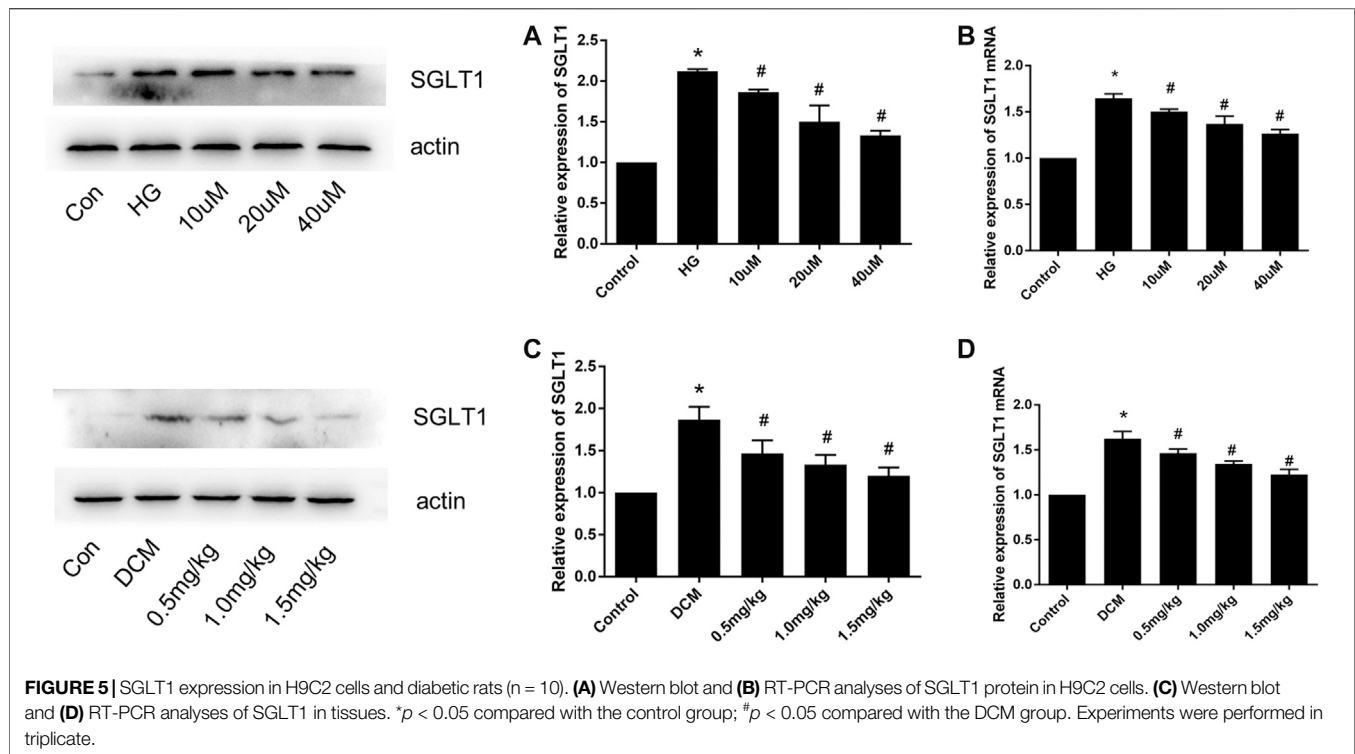 SGLT1
actin
Con
HG
10uM
20uM
40uM
A
Relative expression of SGLT1
2.5
2.0
1.5
1.0
0.5
0.0
*
#
#
#
Control
HG
10uM
20uM
40uM
B
Relative expression of SGLT1 mRNA
2.0
1.5
1.0
0.5
0.0
*
#
#
#
Control
HG
10uM
20uM
40uM
SGLT1
actin
Con
DCM
0.5mg/kg
1.0mg/kg
1.5mg/kg
C
Relative expression of SGLT1
2.5
2.0
1.5
1.0
0.5
0.0
*
#
#
#
Control
DCM
0.5mg/kg
1.0mg/kg
1.5mg/kg
D
Relative expression of SGLT1 mRNA
2.0
1.5
1.0
0.5
0.0
*
#
#
#
Control
DCM
0.5mg/kg
1.0mg/kg
1.5mg/kg
FIGURE 5 | SGLT1 expression in H9C2 cells and diabetic rats (n = 10). (A) Western blot and (B) RT-PCR analyses of SGLT1 protein in H9C2 cells. (C) Western blot
and (D) RT-PCR analyses of SGLT1 in tissues. *p < 0.05 compared with the control group; #p < 0.05 compared with the DCM group. Experiments were performed in
triplicate.